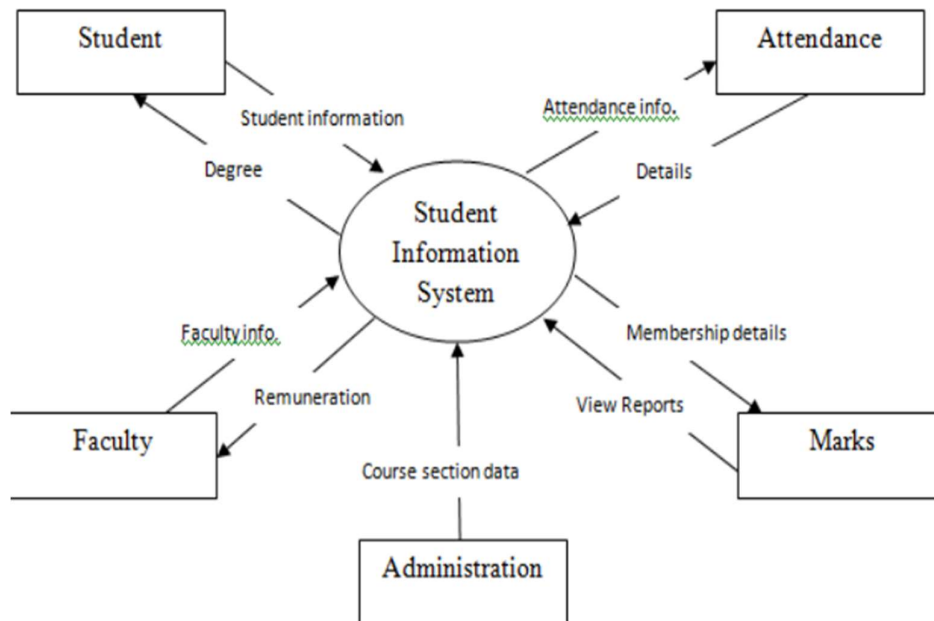 Student
Attendance
Student information
Attendance info.
Degree
Details
Student
Information
System
Faculty info.
Membership details
Remuneration
View Reports
Faculty
Marks
Course section data
Administration